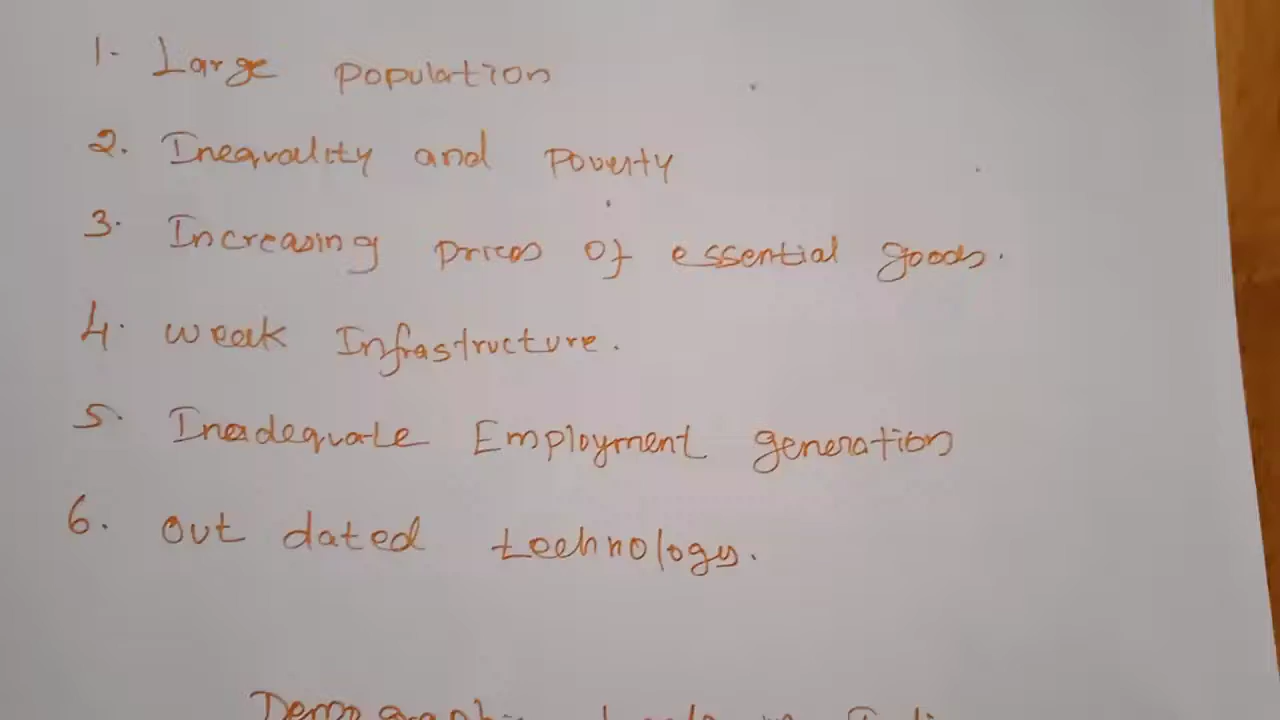 1. Large population
2. Inequality and Poverty
3. Increasing prices of essential goods.
4. weak Infrastructure.
5. Inadequate Employment generation
6. out dated technology.